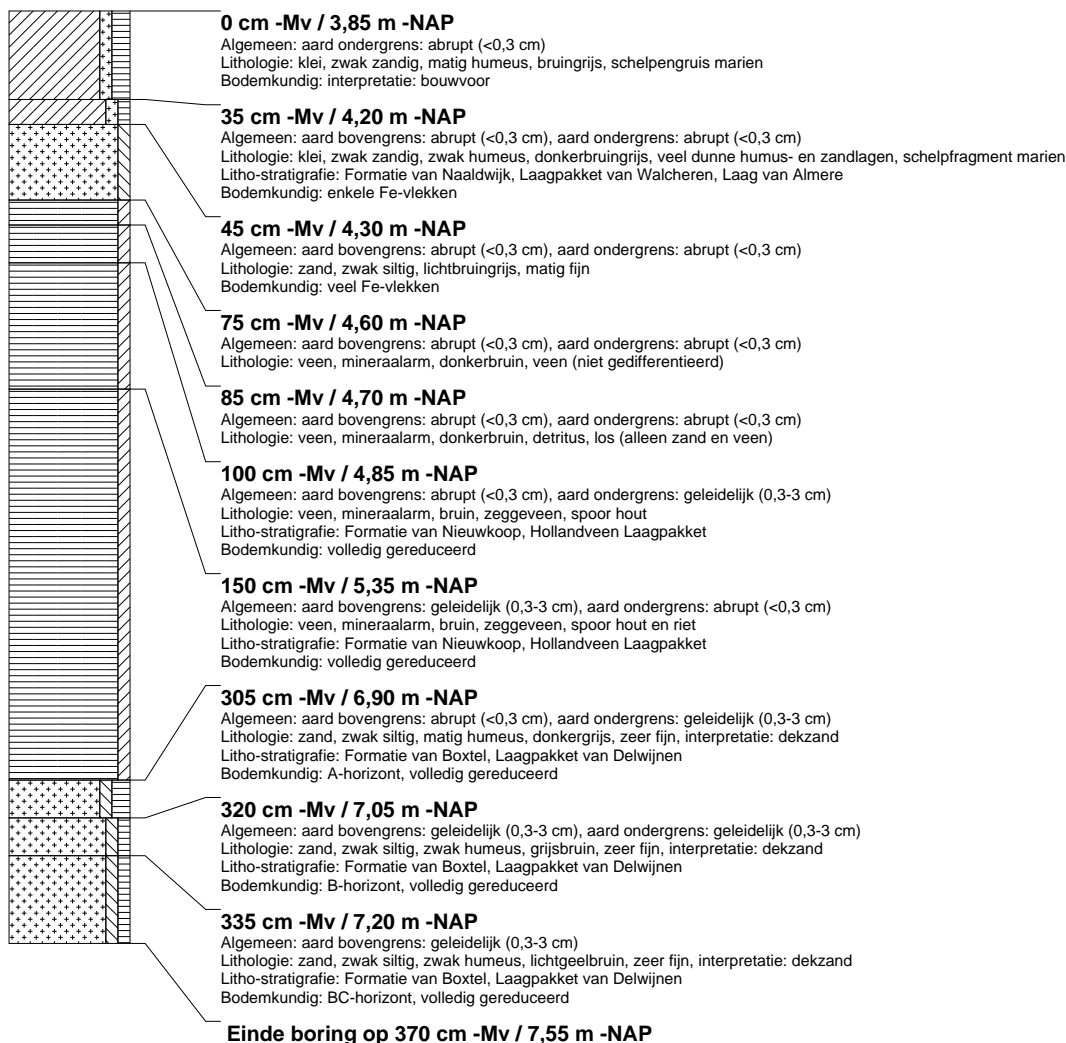 0 cm -Mv / 3,85 m -NAP
Algemeen: aard ondergrens: abrupt (<0,3 cm)
Lithologie: klei, zwak zandig, matig humeus, bruingrijs, schelpengruis marien
Bodemkundig: interpretatie: bouwvoor
35 cm -Mv / 4,20 m -NAP
Algemeen: aard bovengrens: abrupt (<0,3 cm), aard ondergrens: abrupt (<0,3 cm)
Lithologie: klei, zwak zandig, zwak humeus, donkerbruingrijs, veel dunne humus- en zandlagen, schelpfragment marien
Litho-stratigrafie: Formatie van Naaldwijk, Laagpakket van Walcheren, Laag van Almere
Bodemkundig: enkele Fe-vlekken
45 cm -Mv / 4,30 m -NAP
Algemeen: aard bovengrens: abrupt (<0,3 cm), aard ondergrens: abrupt (<0,3 cm)
Lithologie: zand, zwak siltig, lichtbruingrijs, matig fijn
Bodemkundig: veel Fe-vlekken
75 cm -Mv / 4,60 m -NAP
Algemeen: aard bovengrens: abrupt (<0,3 cm), aard ondergrens: abrupt (<0,3 cm)
Lithologie: veen, mineraalarm, donkerbruin, veen (niet gedifferentieerd)
85 cm -Mv / 4,70 m -NAP
Algemeen: aard bovengrens: abrupt (<0,3 cm), aard ondergrens: abrupt (<0,3 cm)
Lithologie: veen, mineraalarm, donkerbruin, detritus, los (alleen zand en veen)
100 cm -Mv / 4,85 m -NAP
Algemeen: aard bovengrens: abrupt (<0,3 cm), aard ondergrens: geleidelijk (0,3-3 cm)
Lithologie: veen, mineraalarm, bruin, zeggeveen, spoor hout
Litho-stratigrafie: Formatie van Nieuwkoop, Hollandveen Laagpakket
Bodemkundig: volledig gereduceerd
150 cm -Mv / 5,35 m -NAP
Algemeen: aard bovengrens: geleidelijk (0,3-3 cm), aard ondergrens: abrupt (<0,3 cm)
Lithologie: veen, mineraalarm, bruin, zeggeveen, spoor hout en riet
Litho-stratigrafie: Formatie van Nieuwkoop, Hollandveen Laagpakket
Bodemkundig: volledig gereduceerd
305 cm -Mv / 6,90 m -NAP
Algemeen: aard bovengrens: abrupt (<0,3 cm), aard ondergrens: geleidelijk (0,3-3 cm)
Lithologie: zand, zwak siltig, matig humeus, donkergrijs, zeer fijn, interpretatie: dekzand
Litho-stratigrafie: Formatie van Boxtel, Laagpakket van Delwijnen
Bodemkundig: A-horizont, volledig gereduceerd
320 cm -Mv / 7,05 m -NAP
Algemeen: aard bovengrens: geleidelijk (0,3-3 cm), aard ondergrens: geleidelijk (0,3-3 cm)
Lithologie: zand, zwak siltig, zwak humeus, grijsbruin, zeer fijn, interpretatie: dekzand
Litho-stratigrafie: Formatie van Boxtel, Laagpakket van Delwijnen
Bodemkundig: B-horizont, volledig gereduceerd
335 cm -Mv / 7,20 m -NAP
Algemeen: aard bovengrens: geleidelijk (0,3-3 cm)
Lithologie: zand, zwak siltig, zwak humeus, lichtgeelbruin, zeer fijn, interpretatie: dekzand
Litho-stratigrafie: Formatie van Boxtel, Laagpakket van Delwijnen
Bodemkundig: BC-horizont, volledig gereduceerd
Einde boring op 370 cm -Mv / 7,55 m -NAP